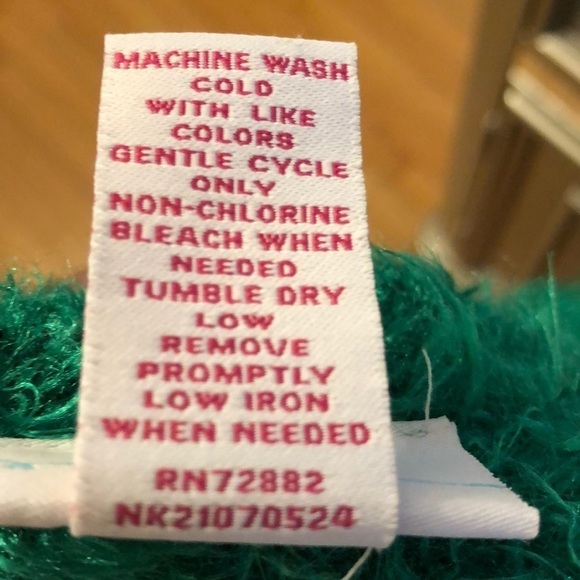 MACHINE WASH
COLD
WITH LIKE
COLORS
GENTLE CYCLE
ONLY
NON-CHLORINE
BLEACH WHEN
NEEDED
TUMBLE DRY
LOW
REMOVE
PROMPTLY
LOW IRON
WHEN NEEDED
RN72882
NK21070524